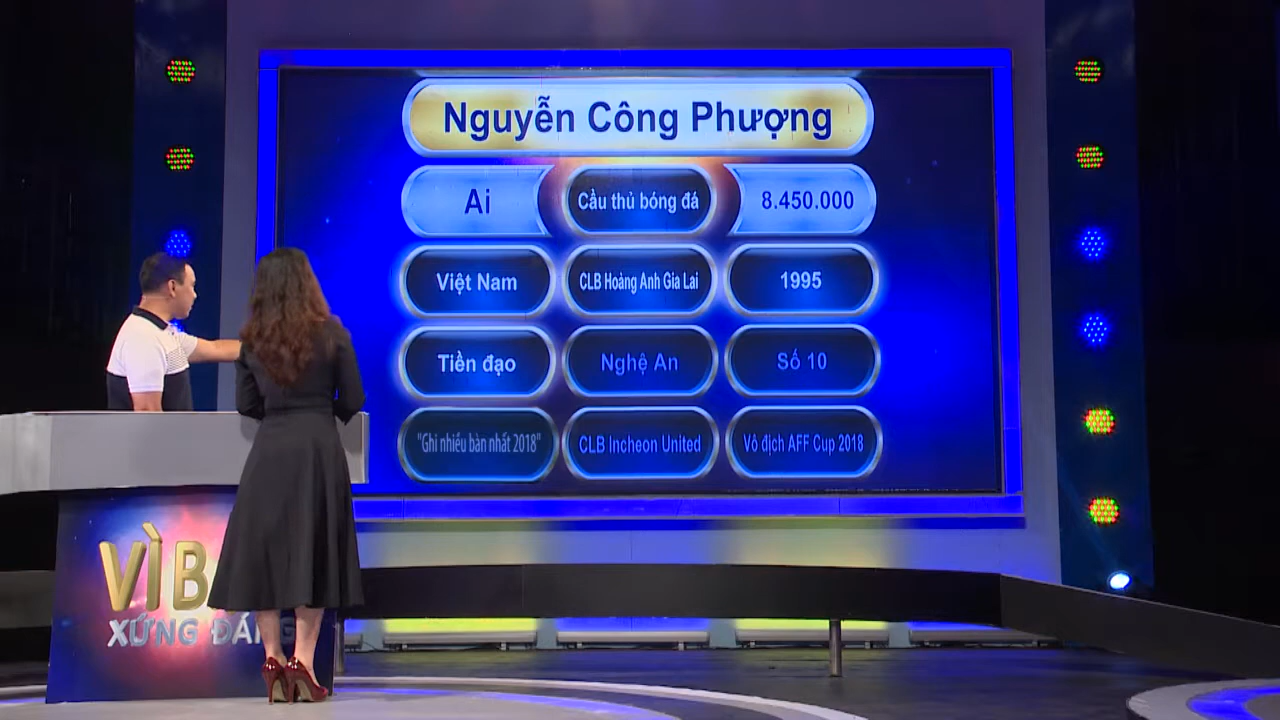 Nguyễn Công Phượng
Ai
Cầu thủ bóng đá
8.450.000
Việt Nam
CLB Hoàng Anh Gia Lai
1995
Tiền đạo
Nghệ An
Số 10
"Ghi nhiều bàn nhất 2018"
CLB Incheon United
Vô địch AFF Cup 2018
VÌ B
XỨNG ĐÁNG